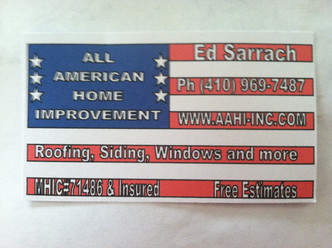 ALL
AMERICAN
HOME
IMPROVEMENT
Ed Sarrach
Ph (410) 969-7487
WWW.AAHI-INC.COM
Roofing, Siding, Windows and more
MHIC#71486 & Insured
Free Estimates